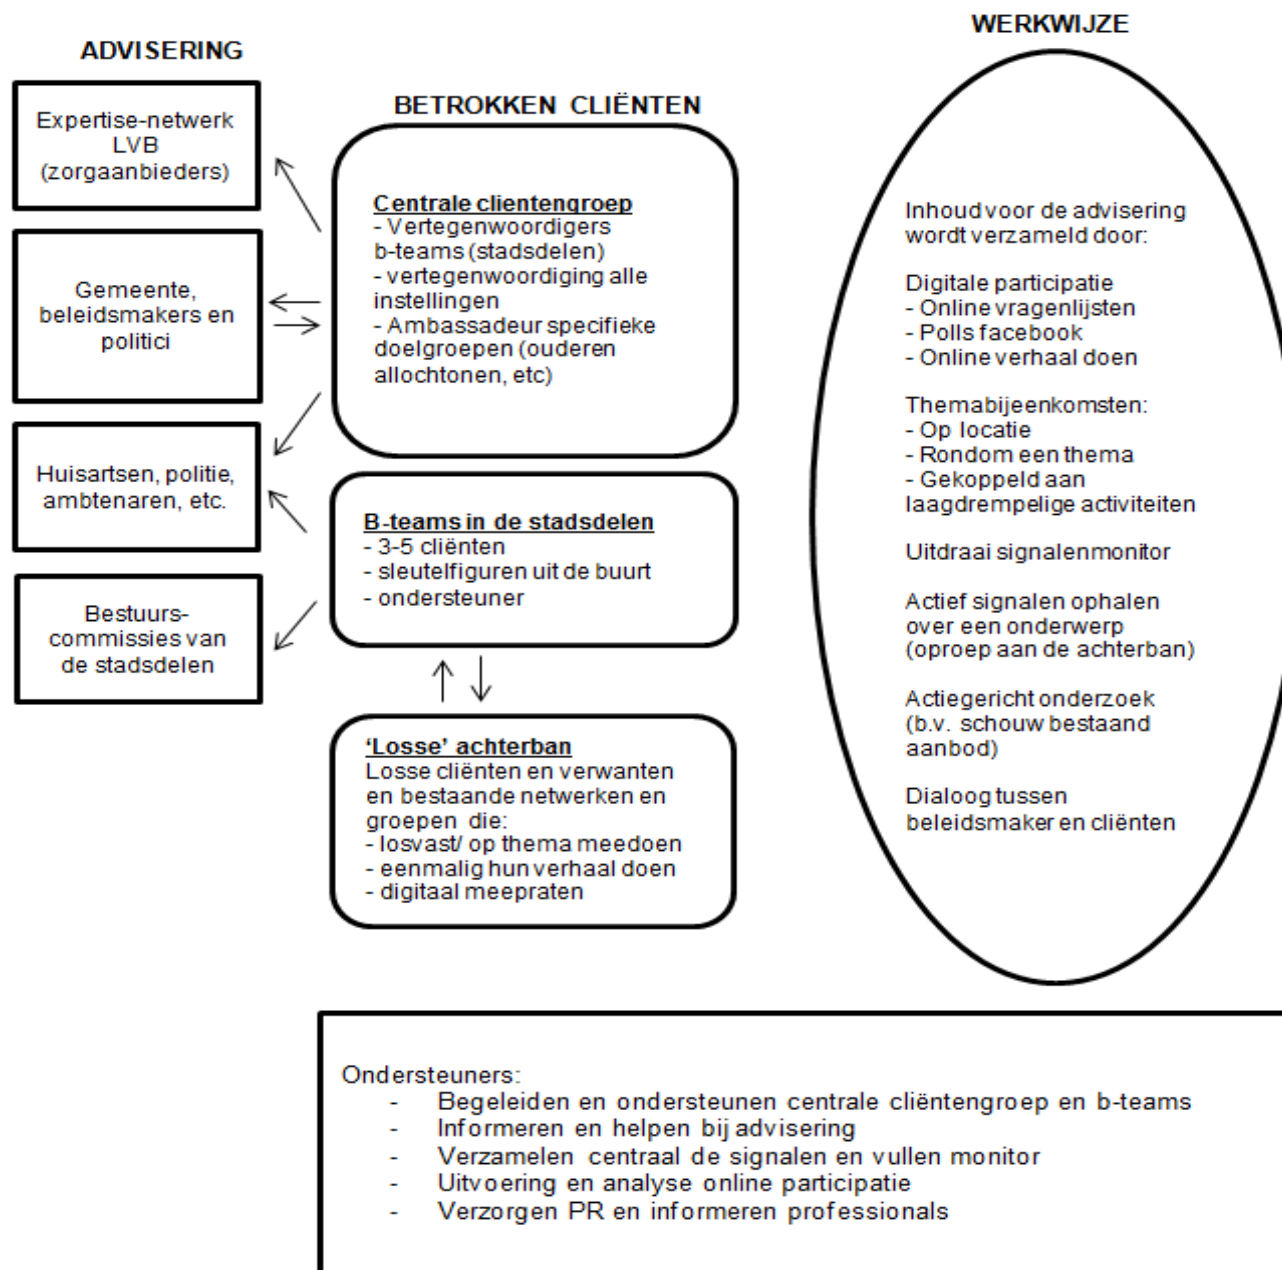 ADVISERING
Expertise-netwerk
LVB
(zorgaanbieders)
Gemeente,
beleidsmakers en
politici
Huisartsen, politie,
ambtenaren, etc.
Bestuurs-
commissies van
de stadsdelen
BETROKKEN CLIËNTEN
Centrale clientengroep
- Vertegenwoordigers
b-teams (stadsdelen)
- vertegenwoordiging alle
instellingen
- Ambassadeur specifieke
doelgroepen (ouderen
allochtonen, etc)
B-teams in de stadsdelen
- 3-5 cliënten
- sleutelfiguren uit de buurt
- ondersteuner
‘Losse’ achterban
Losse cliënten en verwanten
en bestaande netwerken en
groepen die:
- losvast/ op thema meedoen
- eenmalig hun verhaal doen
- digitaal meepraten
WERKWIJZE
Inhoud voor de advisering
wordt verzameld door:
Digitale participatie
- Online vragenlijsten
- Polls facebook
- Online verhaal doen
Themabijeenkomsten:
- Op locatie
- Rondom een thema
- Gekoppeld aan
laagdrempelige activiteiten
Uitdraai signalenmonitor
Actief signalen ophalen
over een onderwerp
(oproep aan de achterban)
Actiegericht onderzoek
(b.v. schouw bestaand
aanbod)
Dialoog tussen
beleidsmaker en cliënten
Ondersteuners:
- Begeleiden en ondersteunen centrale cliëntengroep en b-teams
- Informeren en helpen bij advisering
- Verzamelen centraal de signalen en vullen monitor
- Uitvoering en analyse online participatie
- Verzorgen PR en informeren professionals